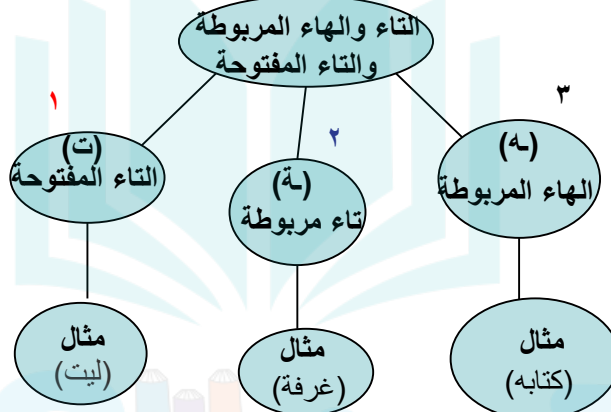 التاء والهاء المربوطة
والتاء المفتوحة
١
(ت)
التاء المفتوحة
مثال
(ليت)
٢
(ـة)
تاء مربوطة
مثال
(غرفة)
٣
(ـه)
الهاء المربوطة
مثال
(كتابه)